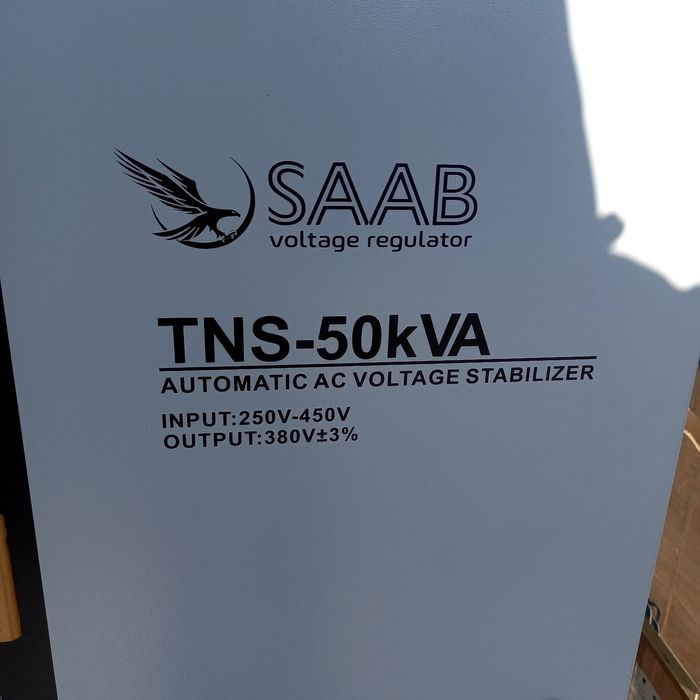 SAAB
voltage regulator
TNS-50kVA
AUTOMATIC AC VOLTAGE STABILIZER
INPUT:250V-450V
OUTPUT:380V±3%